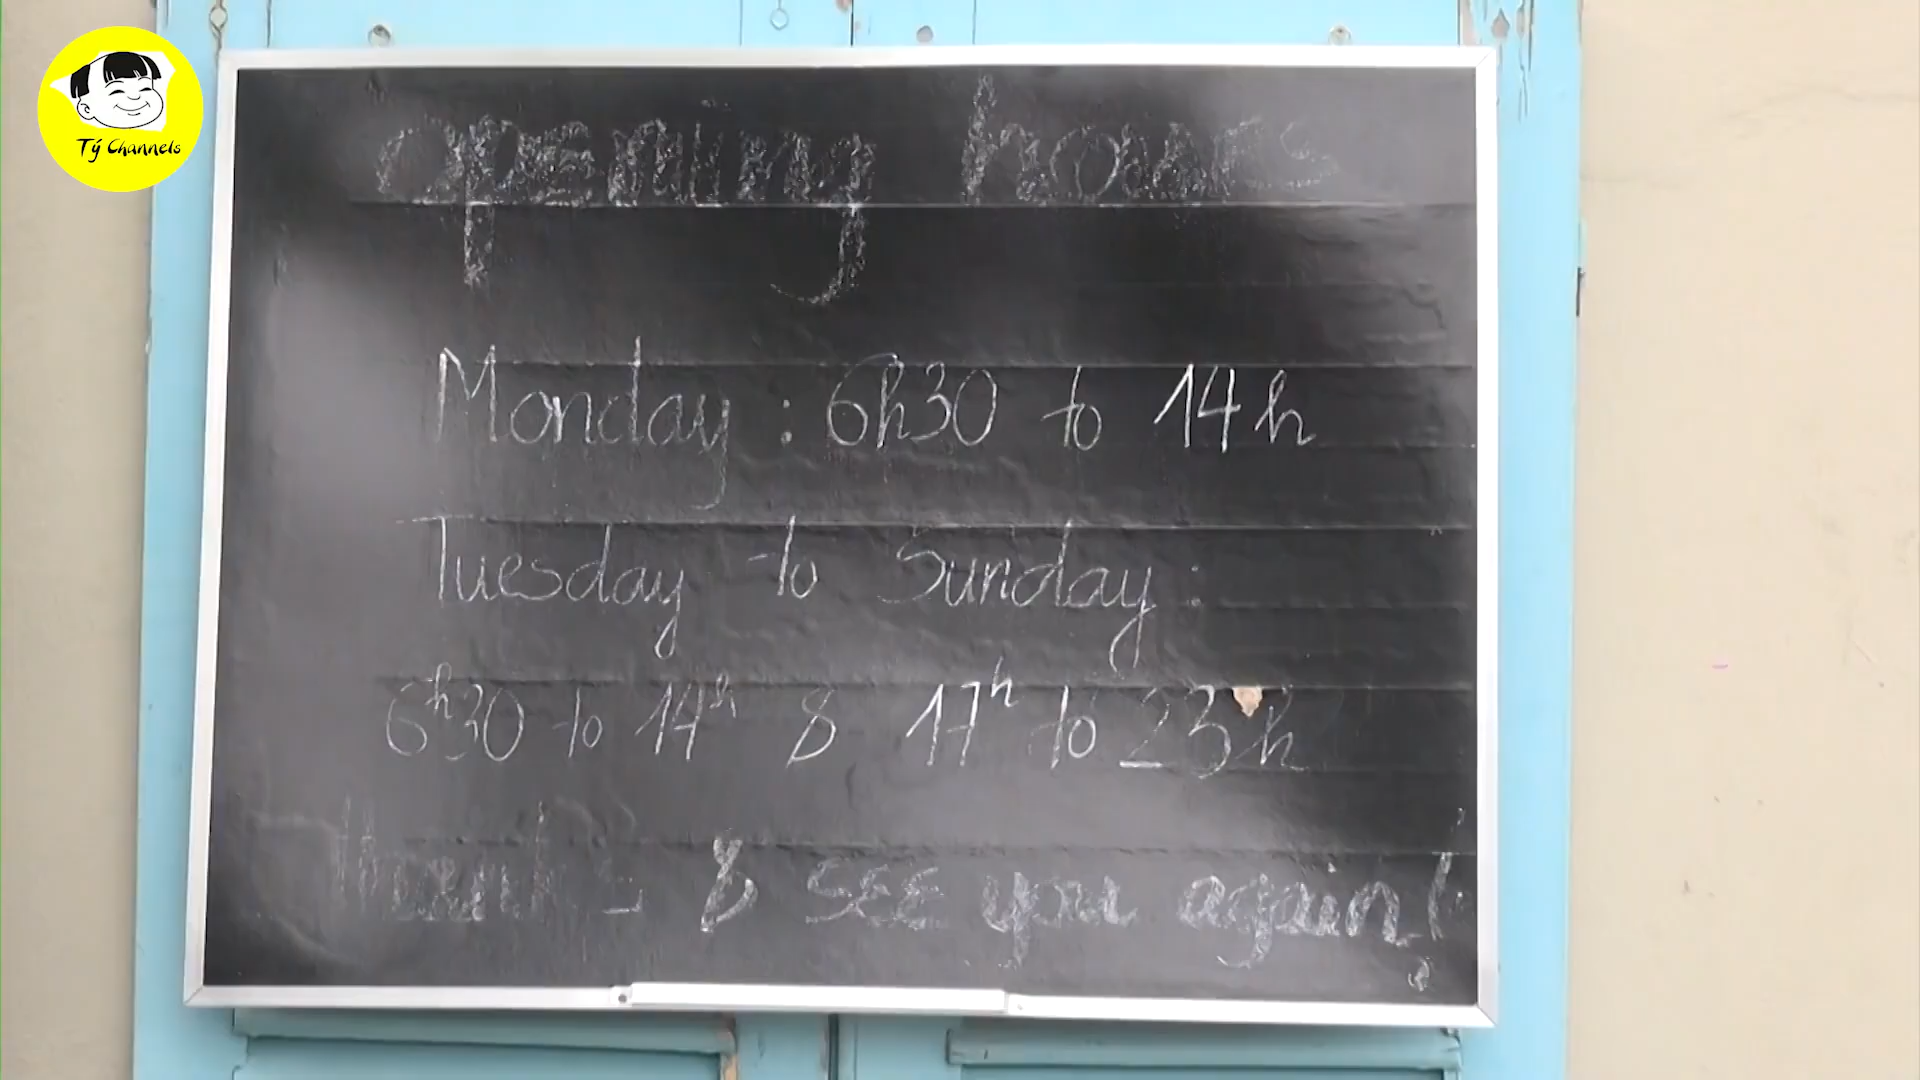 Tý Channels
opening hours
Monday : 6h30 to 14h
Tuesday to Sunday :
6h30 to 14h & 17h to 23h
thanks & see you again!